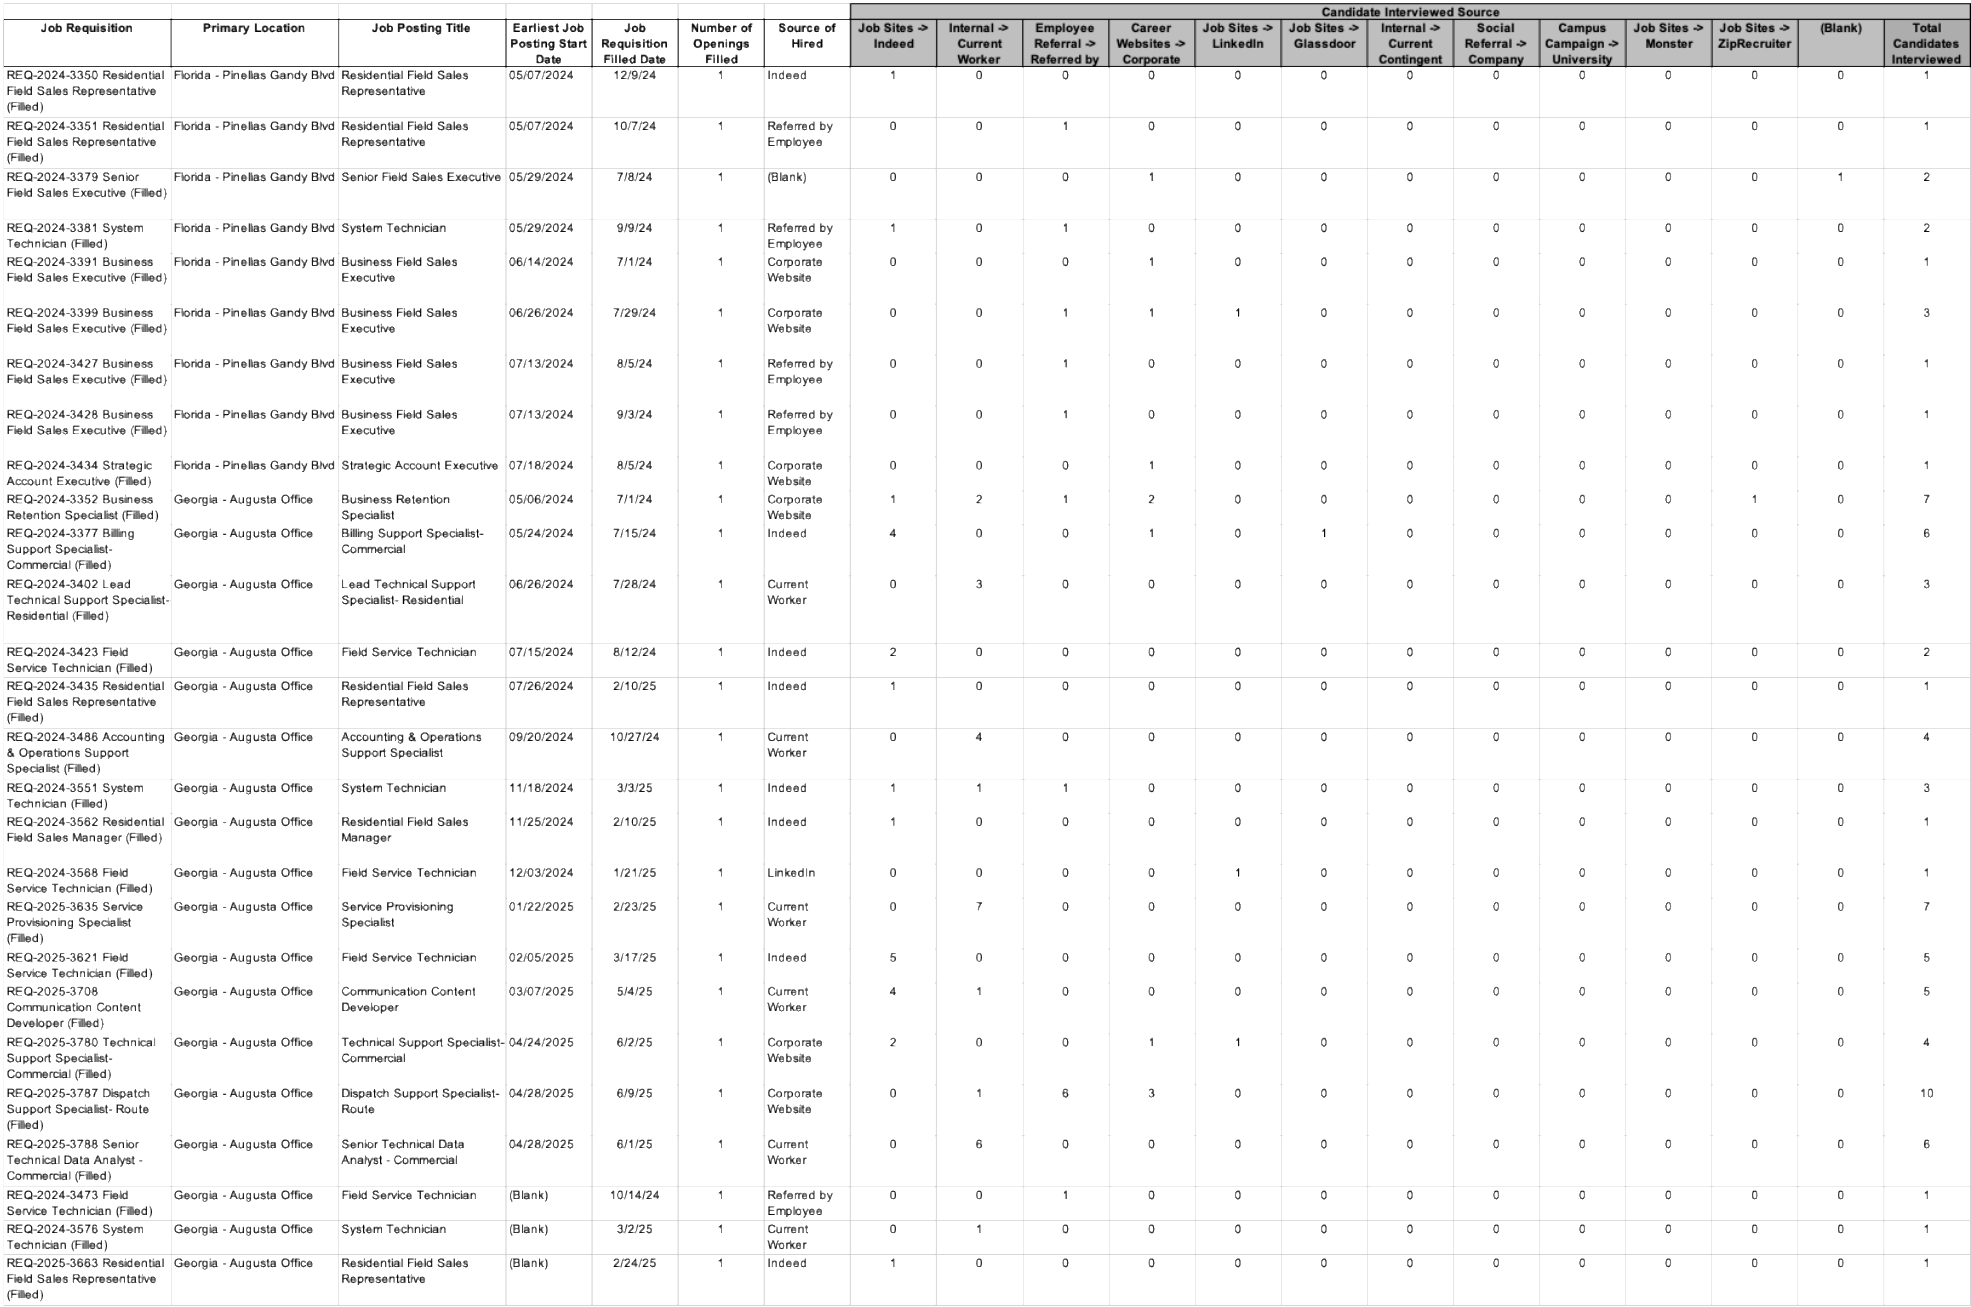 Candidate Interviewed Source
Job Requisition Primary Location Job Posting Title Earliest Job Posting Start Date Job Requisition Filled Date Number of Openings Filled Source of Hired Job Sites -> Indeed Internal -> Current Worker Employee Referral -> Referred by Career Websites -> Corporate Job Sites -> LinkedIn Job Sites -> Glassdoor Internal -> Current Contingent Social Referral -> Company Campus Campaign -> University Job Sites -> Monster Job Sites -> ZipRecruiter (Blank) Total Candidates Interviewed
REQ-2024-3350 Residential Field Sales Representative (Filled) Florida - Pinellas Gandy Blvd Residential Field Sales Representative 05/07/2024 12/9/24 1 Indeed 1 0 0 0 0 0 0 0 0 0 0 0 1
REQ-2024-3351 Residential Field Sales Representative (Filled) Florida - Pinellas Gandy Blvd Residential Field Sales Representative 05/07/2024 10/7/24 1 Referred by Employee 0 0 1 0 0 0 0 0 0 0 0 0 1
REQ-2024-3379 Senior Field Sales Executive (Filled) Florida - Pinellas Gandy Blvd Senior Field Sales Executive 05/29/2024 7/8/24 1 (Blank) 0 0 0 1 0 0 0 0 0 0 0 1 2
REQ-2024-3381 System Technician (Filled) Florida - Pinellas Gandy Blvd System Technician 05/29/2024 9/9/24 1 Referred by Employee 1 0 1 0 0 0 0 0 0 0 0 0 2
REQ-2024-3391 Business Field Sales Executive (Filled) Florida - Pinellas Gandy Blvd Business Field Sales Executive 06/14/2024 7/1/24 1 Corporate Website 0 0 0 1 0 0 0 0 0 0 0 0 1
REQ-2024-3399 Business Field Sales Executive (Filled) Florida - Pinellas Gandy Blvd Business Field Sales Executive 06/26/2024 7/29/24 1 Corporate Website 0 0 1 1 1 0 0 0 0 0 0 0 3
REQ-2024-3427 Business Field Sales Executive (Filled) Florida - Pinellas Gandy Blvd Business Field Sales Executive 07/13/2024 8/5/24 1 Referred by Employee 0 0 1 0 0 0 0 0 0 0 0 0 1
REQ-2024-3428 Business Field Sales Executive (Filled) Florida - Pinellas Gandy Blvd Business Field Sales Executive 07/13/2024 9/3/24 1 Referred by Employee 0 0 1 0 0 0 0 0 0 0 0 0 1
REQ-2024-3434 Strategic Account Executive (Filled) Florida - Pinellas Gandy Blvd Strategic Account Executive 07/18/2024 8/5/24 1 Corporate Website 0 0 0 1 0 0 0 0 0 0 0 0 1
REQ-2024-3352 Business Retention Specialist (Filled) Georgia - Augusta Office Business Retention Specialist 05/06/2024 7/1/24 1 Corporate Website 1 2 1 2 0 0 0 0 0 0 1 0 7
REQ-2024-3377 Billing Support Specialist- Commercial (Filled) Georgia - Augusta Office Billing Support Specialist- Commercial 05/24/2024 7/15/24 1 Indeed 4 0 0 1 0 1 0 0 0 0 0 0 6
REQ-2024-3402 Lead Technical Support Specialist- Residential (Filled) Georgia - Augusta Office Lead Technical Support Specialist- Residential 06/26/2024 7/28/24 1 Current Worker 0 3 0 0 0 0 0 0 0 0 0 0 3
REQ-2024-3423 Field Service Technician (Filled) Georgia - Augusta Office Field Service Technician 07/15/2024 8/12/24 1 Indeed 2 0 0 0 0 0 0 0 0 0 0 0 2
REQ-2024-3435 Residential Field Sales Representative (Filled) Georgia - Augusta Office Residential Field Sales Representative 07/26/2024 2/10/25 1 Indeed 1 0 0 0 0 0 0 0 0 0 0 0 1
REQ-2024-3486 Accounting & Operations Support Specialist (Filled) Georgia - Augusta Office Accounting & Operations Support Specialist 09/20/2024 10/27/24 1 Current Worker 0 4 0 0 0 0 0 0 0 0 0 0 4
REQ-2024-3551 System Technician (Filled) Georgia - Augusta Office System Technician 11/18/2024 3/3/25 1 Indeed 1 1 1 0 0 0 0 0 0 0 0 0 3
REQ-2024-3562 Residential Field Sales Manager (Filled) Georgia - Augusta Office Residential Field Sales Manager 11/25/2024 2/10/25 1 Indeed 1 0 0 0 0 0 0 0 0 0 0 0 1
REQ-2024-3568 Field Service Technician (Filled) Georgia - Augusta Office Field Service Technician 12/03/2024 1/21/25 1 LinkedIn 0 0 0 0 1 0 0 0 0 0 0 0 1
REQ-2025-3635 Service Provisioning Specialist (Filled) Georgia - Augusta Office Service Provisioning Specialist 01/22/2025 2/23/25 1 Current Worker 0 7 0 0 0 0 0 0 0 0 0 0 7
REQ-2025-3621 Field Service Technician (Filled) Georgia - Augusta Office Field Service Technician 02/05/2025 3/17/25 1 Indeed 5 0 0 0 0 0 0 0 0 0 0 0 5
REQ-2025-3708 Communication Content Developer (Filled) Georgia - Augusta Office Communication Content Developer 03/07/2025 5/4/25 1 Current Worker 4 1 0 0 0 0 0 0 0 0 0 0 5
REQ-2025-3780 Technical Support Specialist- Commercial (Filled) Georgia - Augusta Office Technical Support Specialist- Commercial 04/24/2025 6/2/25 1 Corporate Website 2 0 0 1 1 0 0 0 0 0 0 0 4
REQ-2025-3787 Dispatch Support Specialist- Route (Filled) Georgia - Augusta Office Dispatch Support Specialist- Route 04/28/2025 6/9/25 1 Corporate Website 0 1 6 3 0 0 0 0 0 0 0 0 10
REQ-2025-3788 Senior Technical Data Analyst - Commercial (Filled) Georgia - Augusta Office Senior Technical Data Analyst - Commercial 04/28/2025 6/1/25 1 Current Worker 0 6 0 0 0 0 0 0 0 0 0 0 6
REQ-2024-3473 Field Service Technician (Filled) Georgia - Augusta Office Field Service Technician (Blank) 10/14/24 1 Referred by Employee 0 0 1 0 0 0 0 0 0 0 0 0 1
REQ-2024-3576 System Technician (Filled) Georgia - Augusta Office System Technician (Blank) 3/2/25 1 Current Worker 0 1 0 0 0 0 0 0 0 0 0 0 1
REQ-2025-3663 Residential Field Sales Representative (Filled) Georgia - Augusta Office Residential Field Sales Representative (Blank) 2/24/25 1 Indeed 1 0 0 0 0 0 0 0 0 0 0 0 1